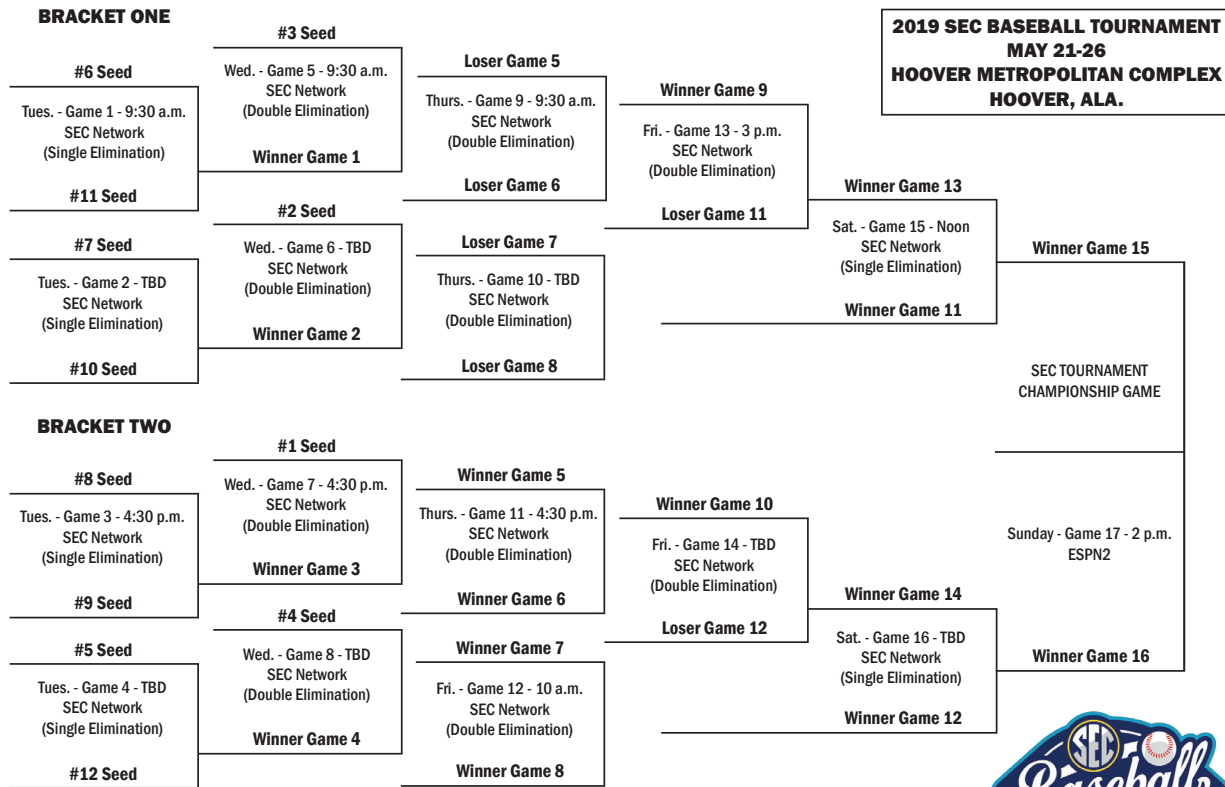 BRACKET ONE
2019 SEC BASEBALL TOURNAMENT
MAY 21-26
HOOVER METROPOLITAN COMPLEX
HOOVER, ALA.
#6 Seed
Tues. - Game 1 - 9:30 a.m.
SEC Network
(Single Elimination)
#11 Seed
#7 Seed
Tues. - Game 2 - TBD
SEC Network
(Single Elimination)
#10 Seed
#3 Seed
Wed. - Game 5 - 9:30 a.m.
SEC Network
(Double Elimination)
Winner Game 1
#2 Seed
Wed. - Game 6 - TBD
SEC Network
(Double Elimination)
Winner Game 2
Loser Game 5
Thurs. - Game 9 - 9:30 a.m.
SEC Network
(Double Elimination)
Loser Game 6
Loser Game 7
Thurs. - Game 10 - TBD
SEC Network
(Double Elimination)
Loser Game 8
Winner Game 9
Fri. - Game 13 - 3 p.m.
SEC Network
(Double Elimination)
Loser Game 11
Winner Game 13
Sat. - Game 15 - Noon
SEC Network
(Single Elimination)
Winner Game 11
Winner Game 15
SEC TOURNAMENT
CHAMPIONSHIP GAME
Sunday - Game 17 - 2 p.m.
ESPN2
Winner Game 16
BRACKET TWO
#8 Seed
Tues. - Game 3 - 4:30 p.m.
SEC Network
(Single Elimination)
#9 Seed
#5 Seed
Tues. - Game 4 - TBD
SEC Network
(Single Elimination)
#12 Seed
#1 Seed
Wed. - Game 7 - 4:30 p.m.
SEC Network
(Double Elimination)
Winner Game 3
#4 Seed
Wed. - Game 8 - TBD
SEC Network
(Double Elimination)
Winner Game 4
Winner Game 5
Thurs. - Game 11 - 4:30 p.m.
SEC Network
(Double Elimination)
Winner Game 6
Winner Game 7
Fri. - Game 12 - 10 a.m.
SEC Network
(Double Elimination)
Winner Game 8
Winner Game 10
Fri. - Game 14 - TBD
SEC Network
(Double Elimination)
Loser Game 12
Winner Game 14
Sat. - Game 16 - TBD
SEC Network
(Single Elimination)
Winner Game 12
SEC
Baseball